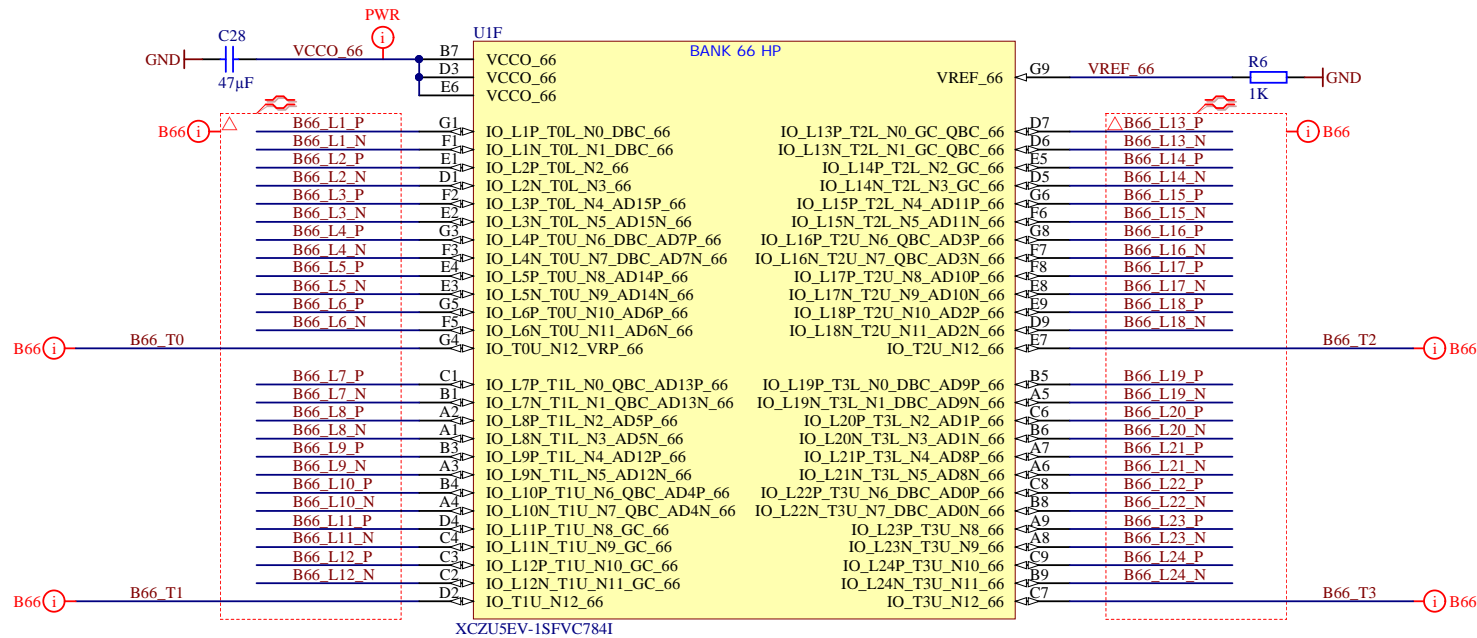 PWR
C28
GND
47µF
VCCO_66
U1F
BANK 66 HP
B7 VCCO_66
D3 VCCO_66
E6 VCCO_66
VREF_66 G9 VREF_66
R6
1K
GND
B66
B66
B66_L1_P G1 IO_L1P_T0L_N0_DBC_66 IO_L13P_T2L_N0_GC_QBC_66 D7 B66_L13_P
B66_L1_N F1 IO_L1N_T0L_N1_DBC_66 IO_L13N_T2L_N1_GC_QBC_66 D6 B66_L13_N
B66_L2_P E1 IO_L2P_T0L_N2_66 IO_L14P_T2L_N2_GC_66 E5 B66_L14_P
B66_L2_N D1 IO_L2N_T0L_N3_66 IO_L14N_T2L_N3_GC_66 D5 B66_L14_N
B66_L3_P F2 IO_L3P_T0L_N4_AD15P_66 IO_L15P_T2L_N4_AD11P_66 G6 B66_L15_P
B66_L3_N E2 IO_L3N_T0L_N5_AD15N_66 IO_L15N_T2L_N5_AD11N_66 F6 B66_L15_N
B66_L4_P G3 IO_L4P_T0U_N6_DBC_AD7P_66 IO_L16P_T2U_N6_QBC_AD3P_66 G8 B66_L16_P
B66_L4_N F3 IO_L4N_T0U_N7_DBC_AD7N_66 IO_L16N_T2U_N7_QBC_AD3N_66 F7 B66_L16_N
B66_L5_P E4 IO_L5P_T0U_N8_AD14P_66 IO_L17P_T2U_N8_AD10P_66 F8 B66_L17_P
B66_L5_N E3 IO_L5N_T0U_N9_AD14N_66 IO_L17N_T2U_N9_AD10N_66 E8 B66_L17_N
B66_L6_P G5 IO_L6P_T0U_N10_AD6P_66 IO_L18P_T2U_N10_AD2P_66 E9 B66_L18_P
B66_L6_N F5 IO_L6N_T0U_N11_AD6N_66 IO_L18N_T2U_N11_AD2N_66 D9 B66_L18_N
B66 B66_T0 G4 IO_T0U_N12_VRP_66 IO_T2U_N12_66 E7 B66_T2 B66
B66_L7_P C1 IO_L7P_T1L_N0_QBC_AD13P_66 IO_L19P_T3L_N0_DBC_AD9P_66 B5 B66_L19_P
B66_L7_N B1 IO_L7N_T1L_N1_QBC_AD13N_66 IO_L19N_T3L_N1_DBC_AD9N_66 A5 B66_L19_N
B66_L8_P A2 IO_L8P_T1L_N2_AD5P_66 IO_L20P_T3L_N2_AD1P_66 C6 B66_L20_P
B66_L8_N A1 IO_L8N_T1L_N3_AD5N_66 IO_L20N_T3L_N3_AD1N_66 B6 B66_L20_N
B66_L9_P B3 IO_L9P_T1L_N4_AD12P_66 IO_L21P_T3L_N4_AD8P_66 A7 B66_L21_P
B66_L9_N A3 IO_L9N_T1L_N5_AD12N_66 IO_L21N_T3L_N5_AD8N_66 A6 B66_L21_N
B66_L10_P B4 IO_L10P_T1U_N6_QBC_AD4P_66 IO_L22P_T3U_N6_DBC_AD0P_66 C8 B66_L22_P
B66_L10_N A4 IO_L10N_T1U_N7_QBC_AD4N_66 IO_L22N_T3U_N7_DBC_AD0N_66 B8 B66_L22_N
B66_L11_P D4 IO_L11P_T1U_N8_GC_66 IO_L23P_T3U_N8_66 A9 B66_L23_P
B66_L11_N C4 IO_L11N_T1U_N9_GC_66 IO_L23N_T3U_N9_66 A8 B66_L23_N
B66_L12_P C3 IO_L12P_T1U_N10_GC_66 IO_L24P_T3U_N10_66 C9 B66_L24_P
B66_L12_N C2 IO_L12N_T1U_N11_GC_66 IO_L24N_T3U_N11_66 B9 B66_L24_N
B66 B66_T1 D2 IO_T1U_N12_66 IO_T3U_N12_66 C7 B66_T3 B66
XCZU5EV-1SFVC784I